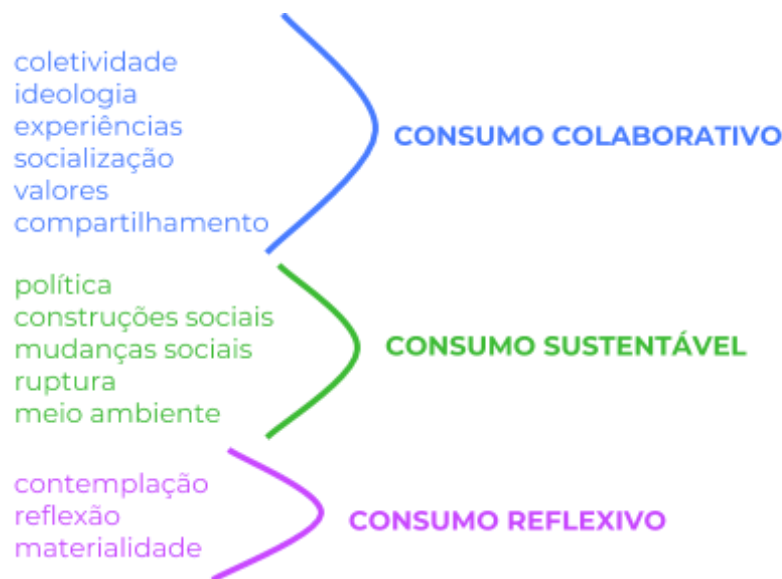 coletividade
ideologia
experiências
socialização
valores
compartilhamento
CONSUMO COLABORATIVO
política
construções sociais
mudanças sociais
ruptura
meio ambiente
CONSUMO SUSTENTÁVEL
contemplação
reflexão
materialidade
CONSUMO REFLEXIVO